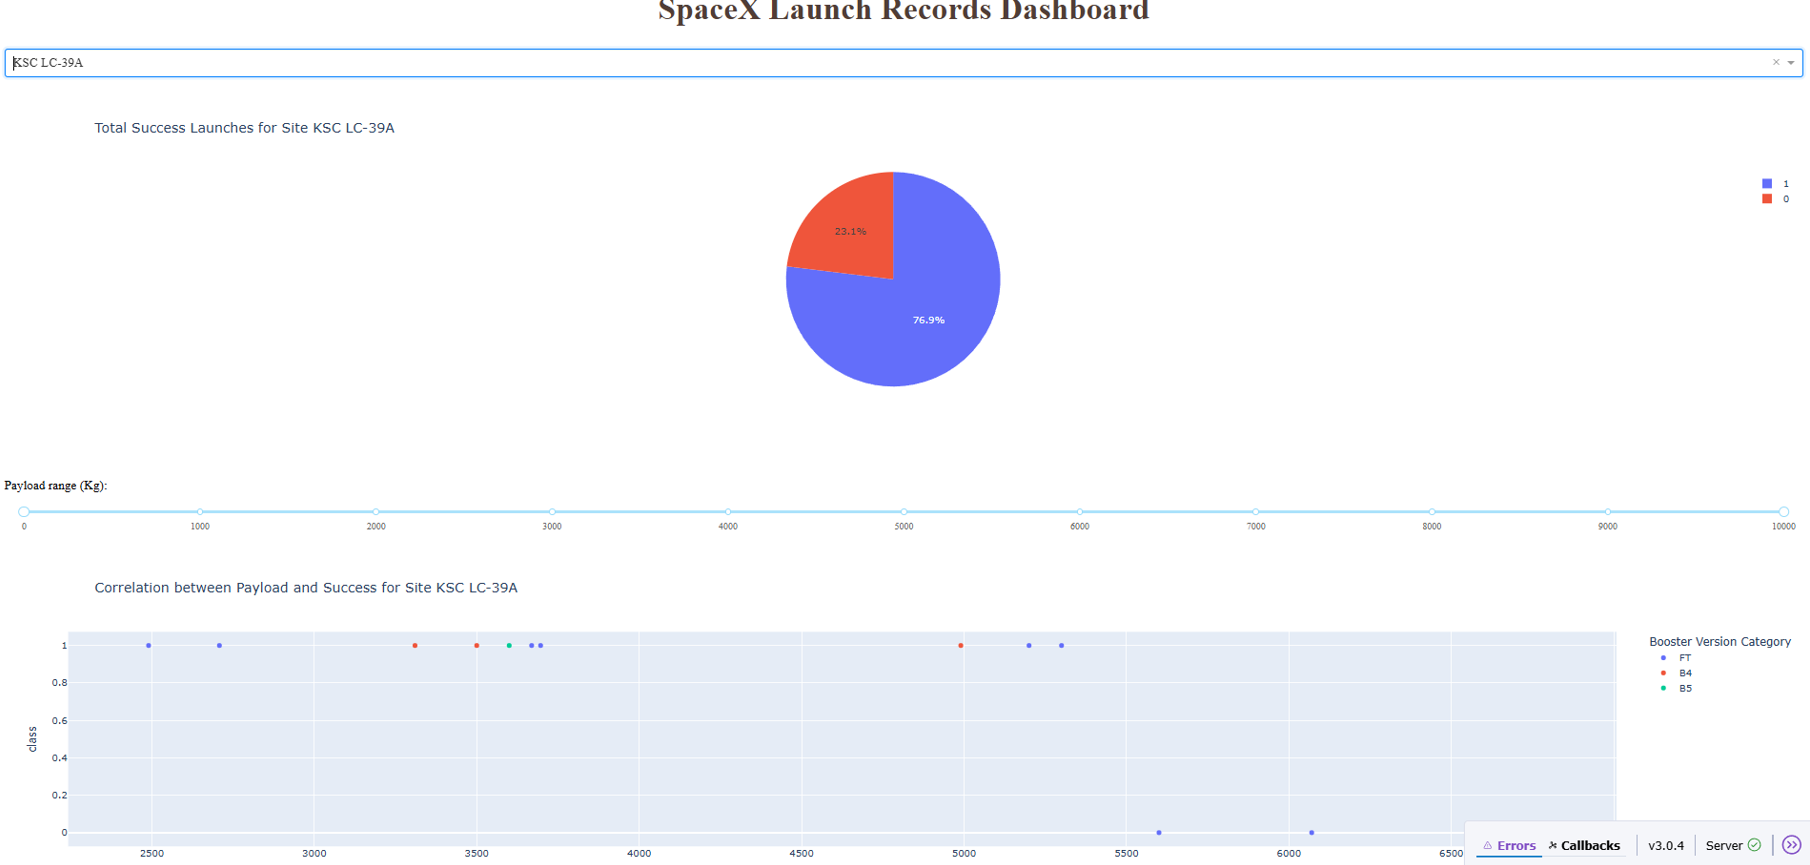 SpaceX Launch Records Dashboard
KSC LC-39A
Total Success Launches for Site KSC LC-39A
1
0
23.1%
76.9%
Payload range (Kg):
0 1000 2000 3000 4000 5000 6000 7000 8000 9000 10000
Correlation between Payload and Success for Site KSC LC-39A
Booster Version Category
FT
B4
B5
class
1
0.8
0.6
0.4
0.2
0
2500 3000 3500 4000 4500 5000 5500 6000 6500
Errors Callbacks v3.0.4 Server